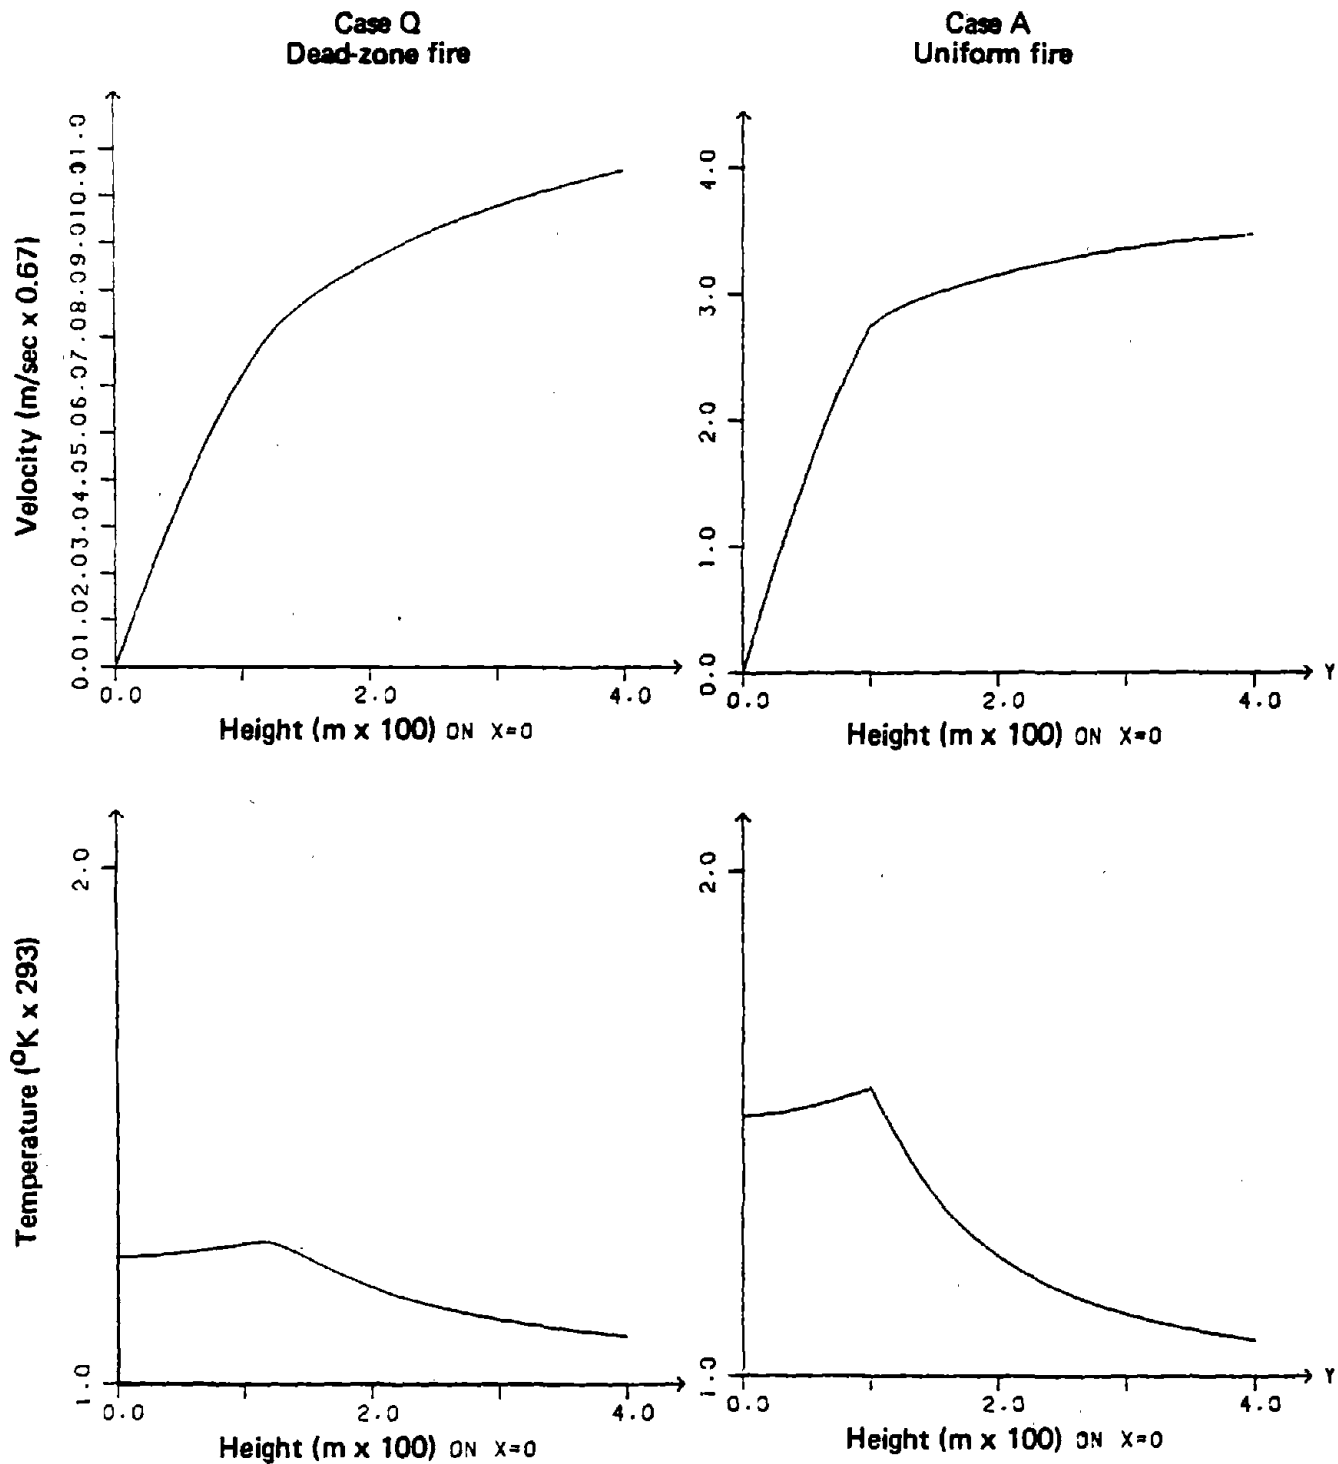 Case Q
Dead-zone fire
Case A
Uniform fire
Velocity (m/sec x 0.67)
0.01.02.03.04.05.06.07.08.09.010.011.0
0.0 2.0 4.0
Height (m x 100) ON X=0
0.0 1.0 2.0 3.0 4.0
0.0 2.0 4.0 Y
Height (m x 100) ON X=0
Temperature (°K x 293)
1.0 2.0
0.0 2.0 4.0
Height (m x 100) ON X=0
1.0 2.0
0.0 2.0 4.0 Y
Height (m x 100) ON X=0